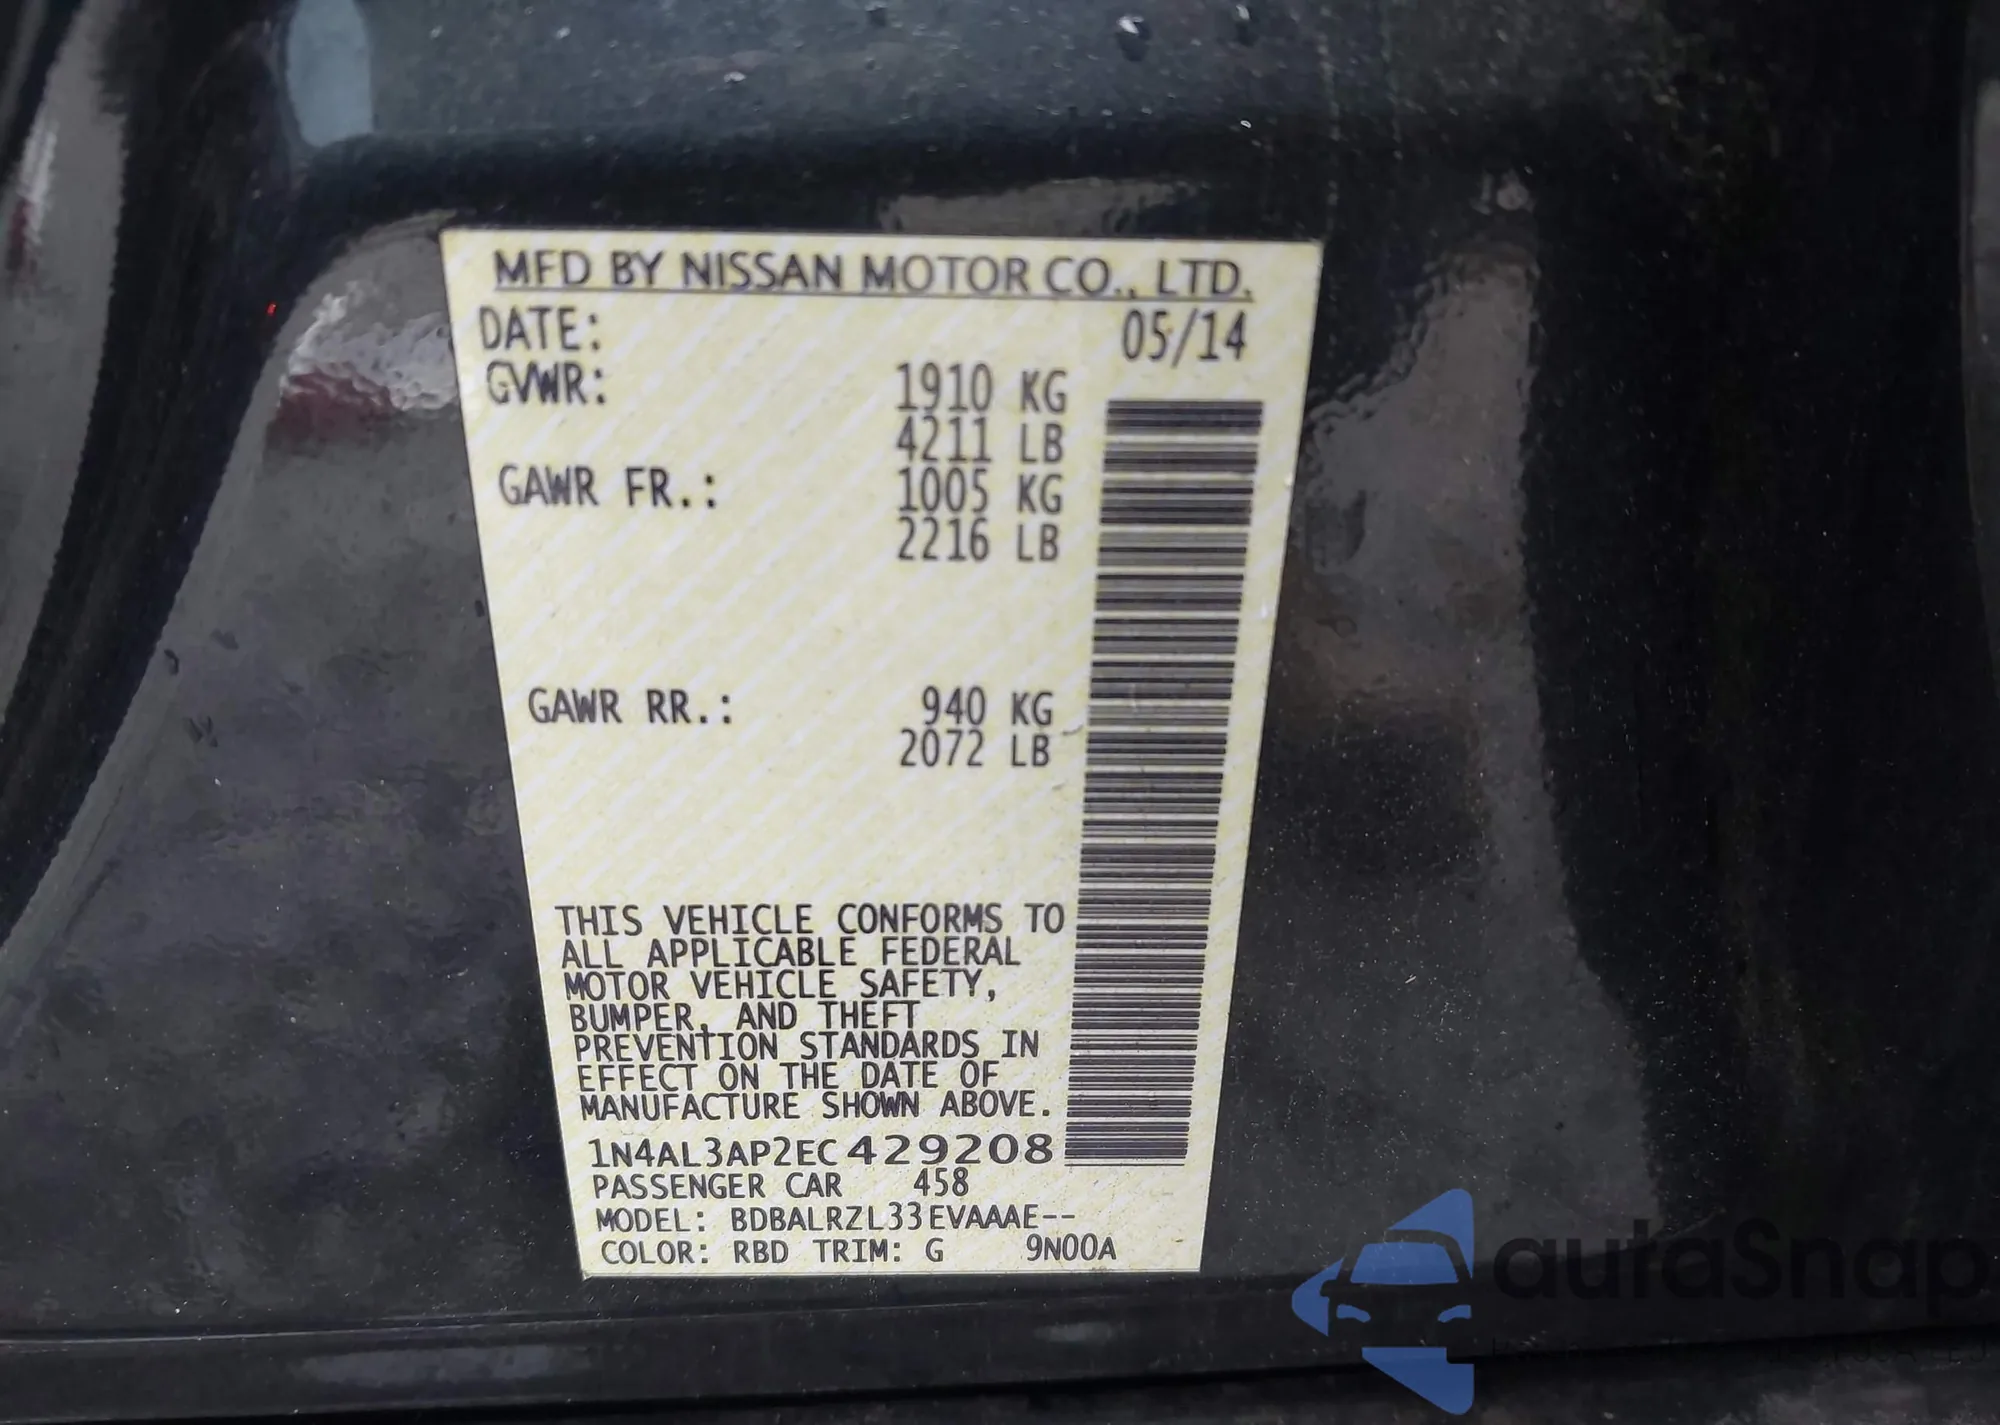 MFD BY NISSAN MOTOR CO., LTD.
DATE: 05/14
GVWR: 1910 KG
4211 LB
GAWR FR.: 1005 KG
2216 LB
GAWR RR.: 940 KG
2072 LB
THIS VEHICLE CONFORMS TO
ALL APPLICABLE FEDERAL
MOTOR VEHICLE SAFETY,
BUMPER, AND THEFT
PREVENTION STANDARDS IN
EFFECT ON THE DATE OF
MANUFACTURE SHOWN ABOVE.
1N4AL3AP2EC429208
PASSENGER CAR 458
MODEL: BDBALRZL33EVAAAE--
COLOR: RBD TRIM: G 9N00A
autaSnap